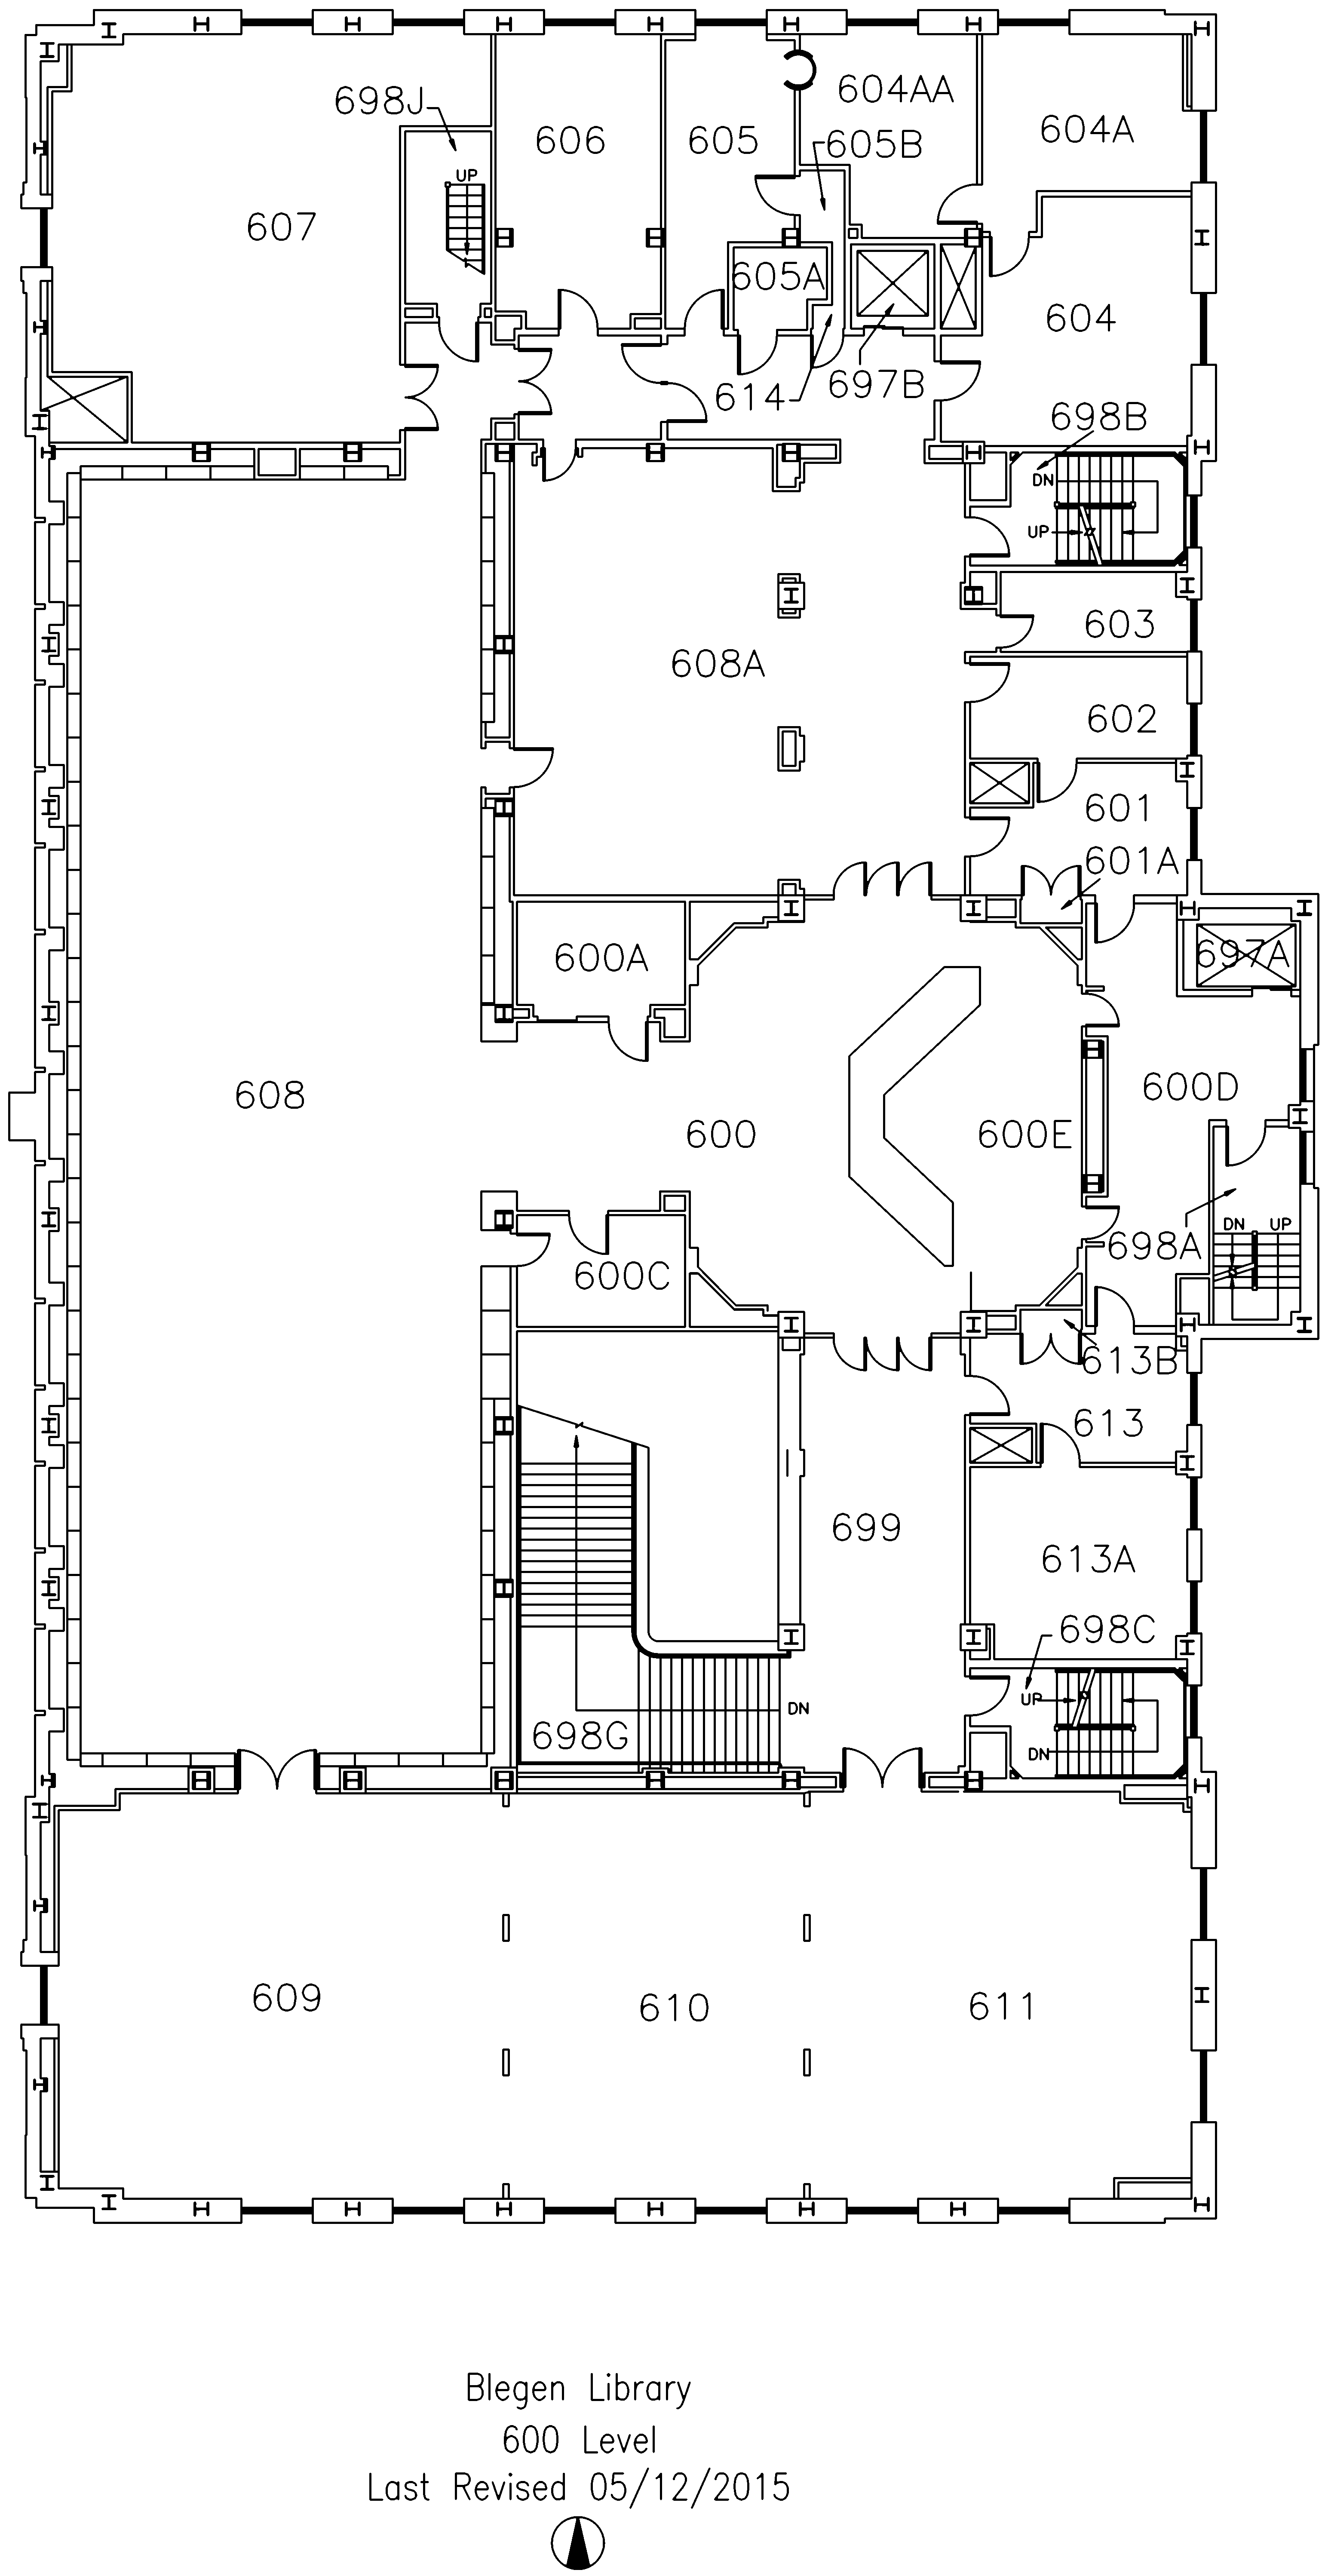 698J
606
605
604AA
605B
604A
UP
607
605A
604
614
697B
698B
DN
UP
603
608A
602
601
601A
600A
697A
608
600
600E
600D
DN UP
698A
600C
613B
613
699
613A
698C
UP
DN
698G
DN
609
610
611
Blegen Library
600 Level
Last Revised 05/12/2015